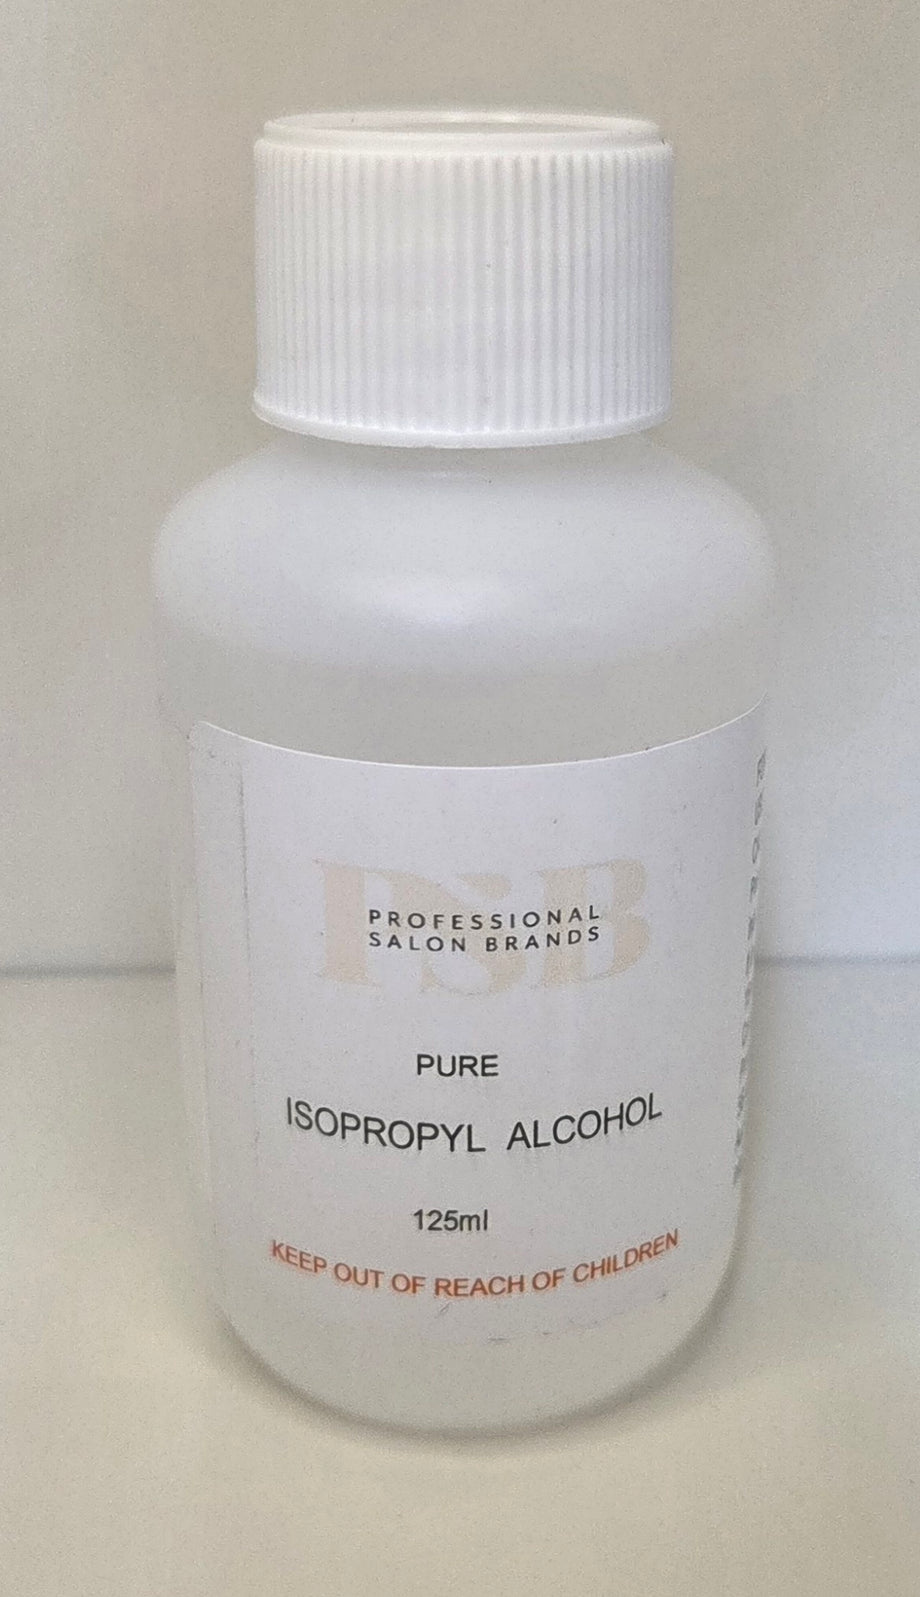 PSB
PROFESSIONAL
SALON BRANDS
PURE
ISOPROPYL ALCOHOL
125ml
KEEP OUT OF REACH OF CHILDREN